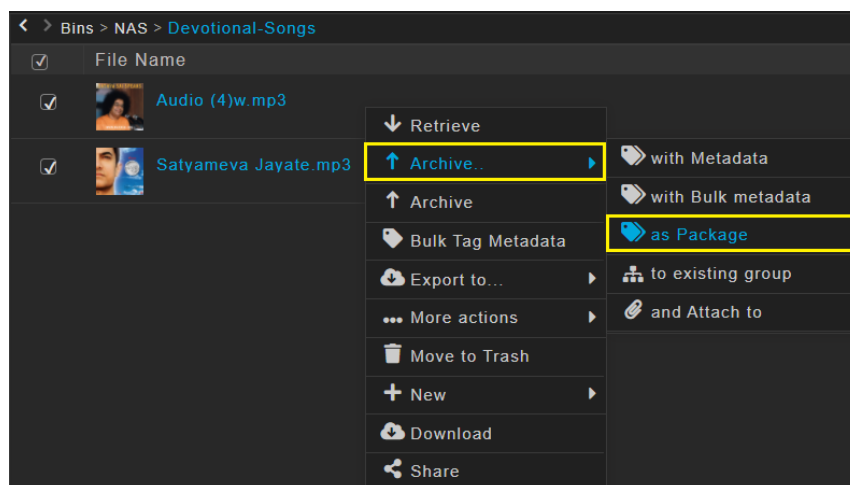 Bins > NAS > Devotional-Songs
File Name
Audio (4)w.mp3
Satyameva Jayate.mp3
Retrieve
Archive..
Archive
Bulk Tag Metadata
Export to...
More actions
Move to Trash
New
Download
Share
with Metadata
with Bulk metadata
as Package
to existing group
and Attach to